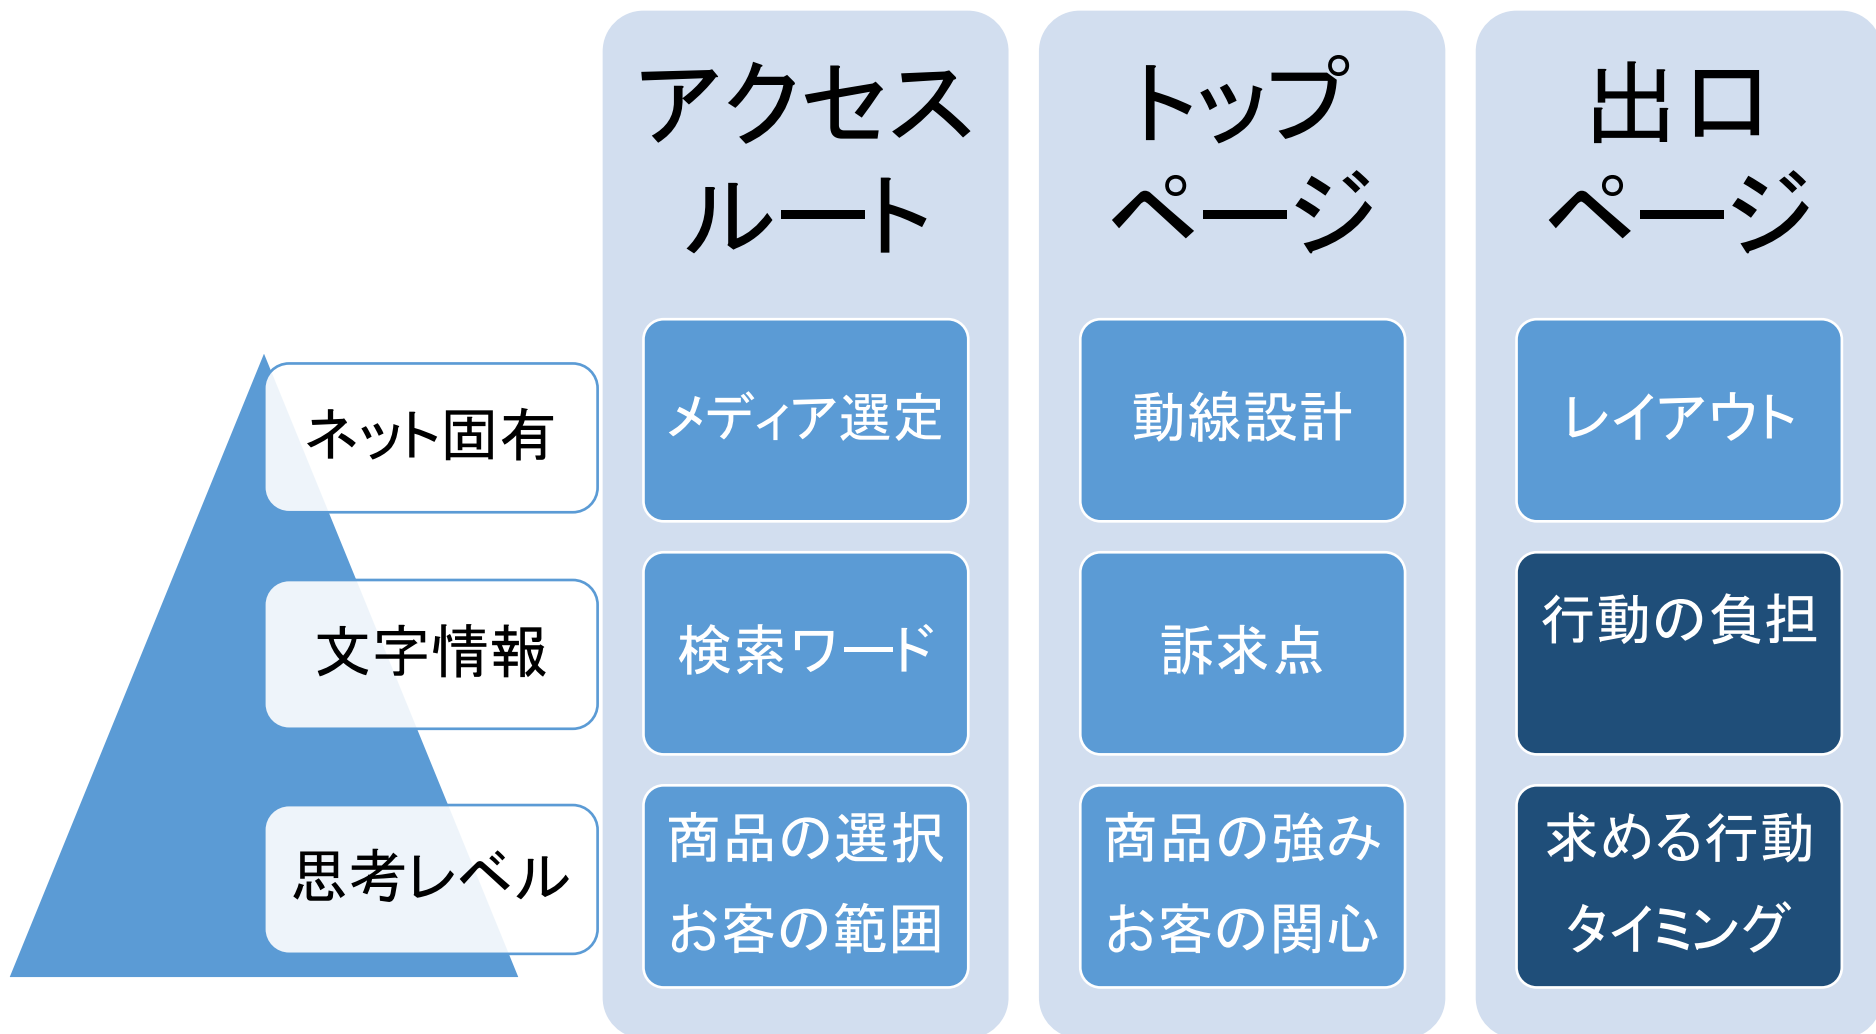 アクセス
ルート
トップ
ページ
出口
ページ
ネット固有
メディア選定
動線設計
レイアウト
文字情報
検索ワード
訴求点
行動の負担
思考レベル
商品の選択
お客の範囲
商品の強み
お客の関心
求める行動
タイミング